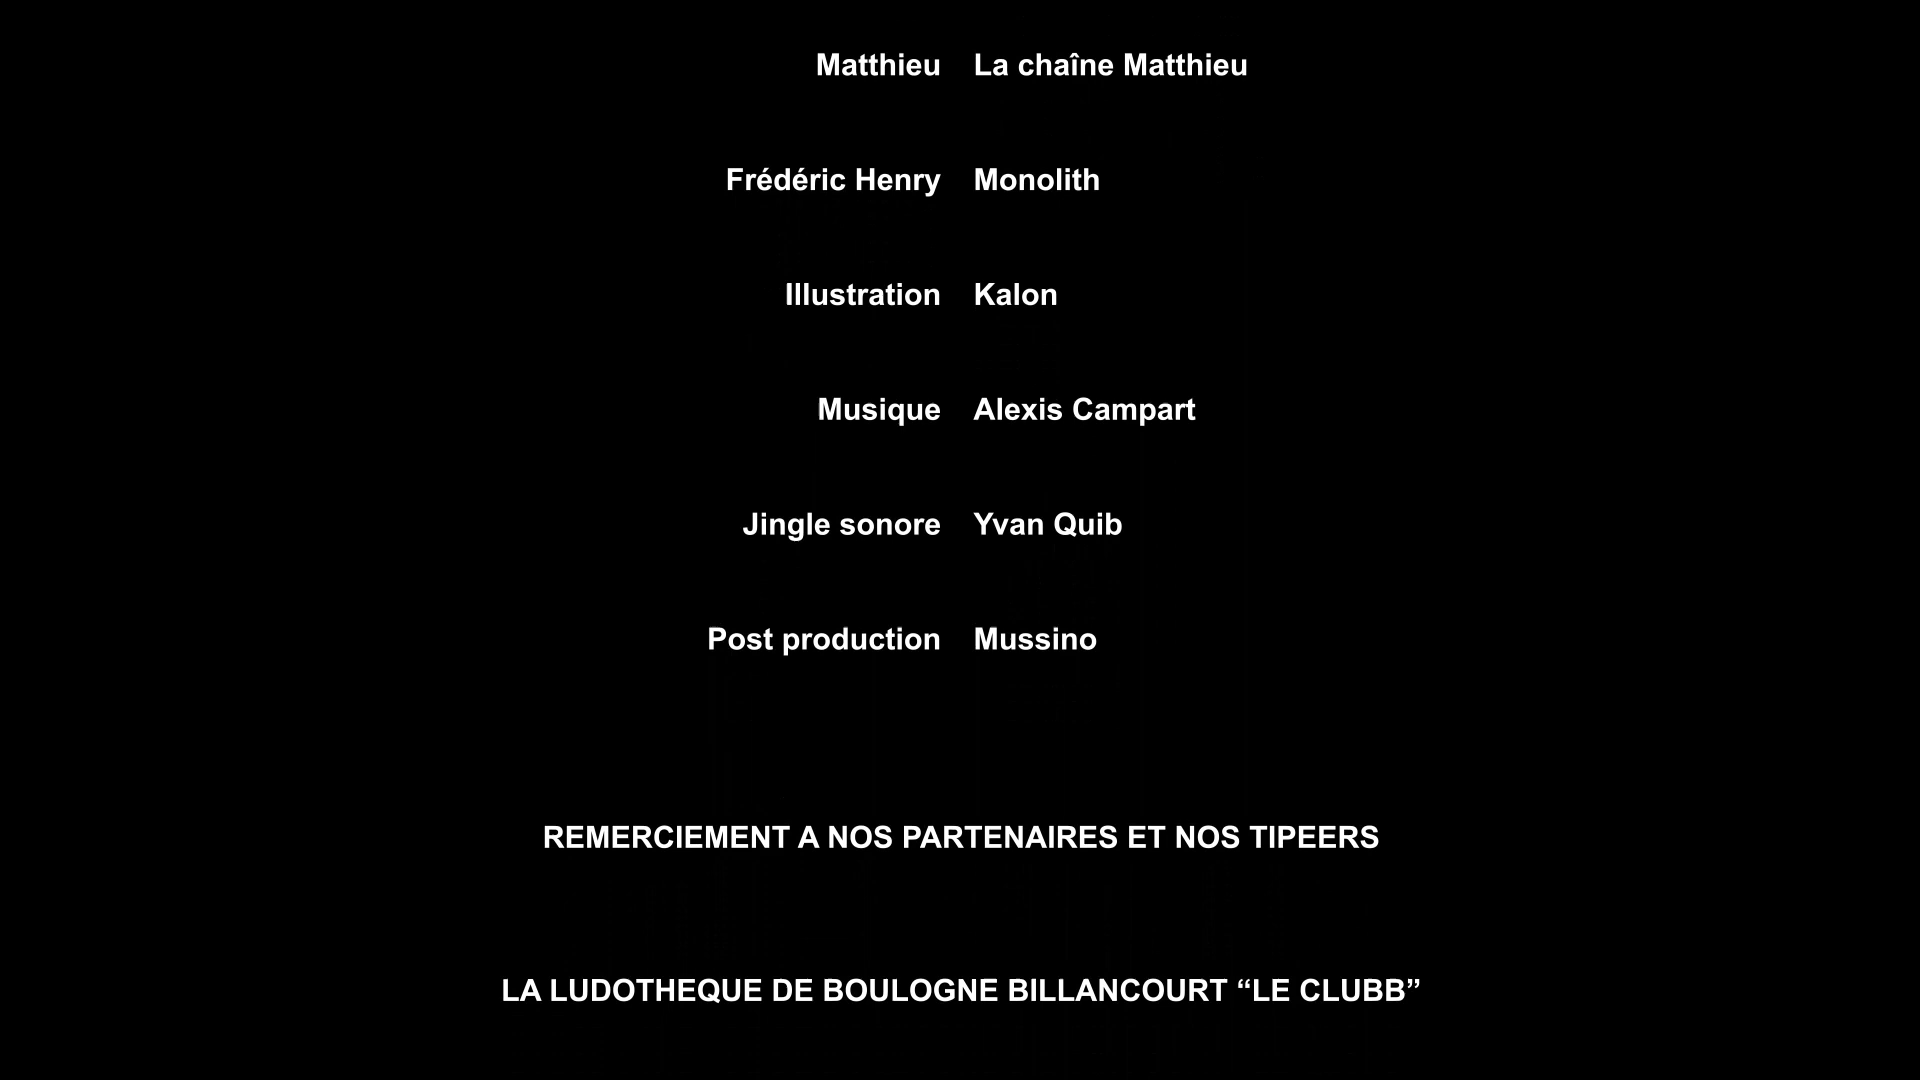 Matthieu La chaîne Matthieu
Frédéric Henry Monolith
Illustration Kalon
Musique Alexis Campart
Jingle sonore Yvan Quib
Post production Mussino
REMERCIEMENT A NOS PARTENAIRES ET NOS TIPEERS
LA LUDOTHEQUE DE BOULOGNE BILLANCOURT “LE CLUBB”